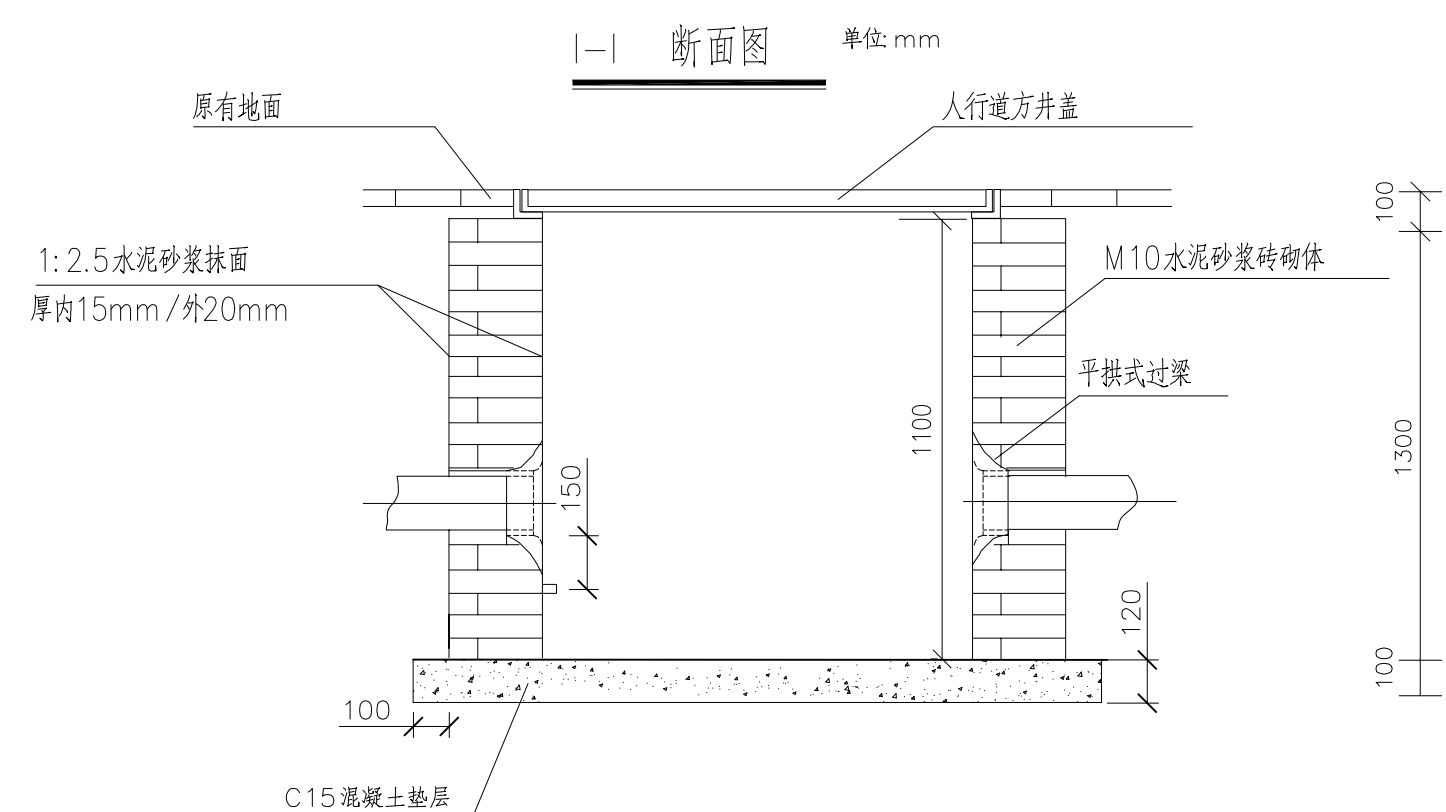 1-1 断面图 单位: mm
原有地面
人行道方井盖
100
1:2.5水泥砂浆抹面
厚内15mm/外20mm
M10水泥砂浆砖砌体
平拱式过梁
1100
1300
150
120
100
100
C15混凝土垫层